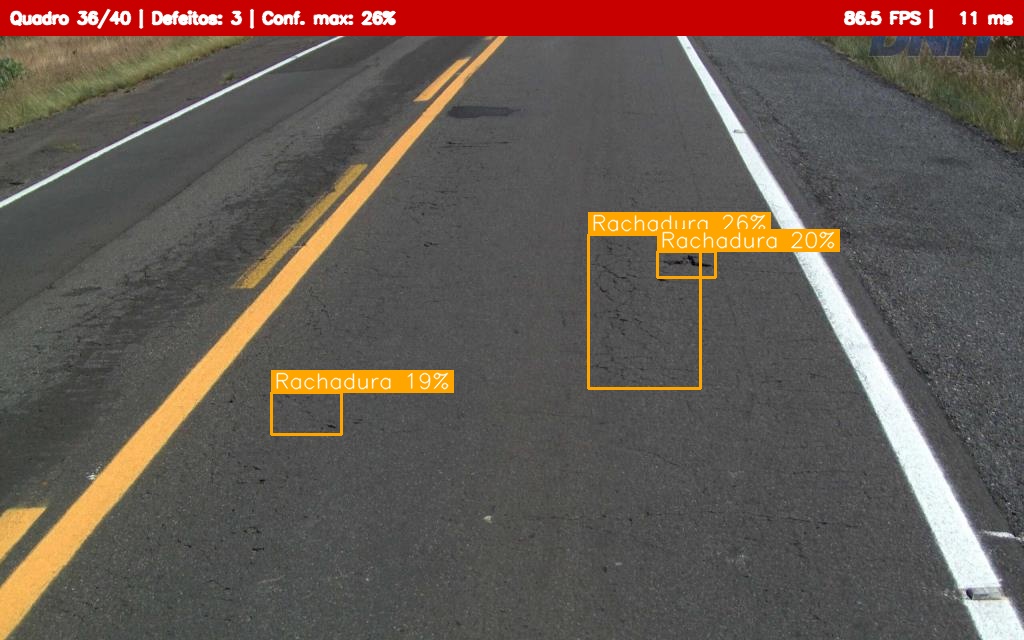 Quadro 36/40 | Defeitos: 3 | Conf. max: 26%
86.5 FPS | 11 ms
DNIT
Rachadura 26%
Rachadura 20%
Rachadura 19%